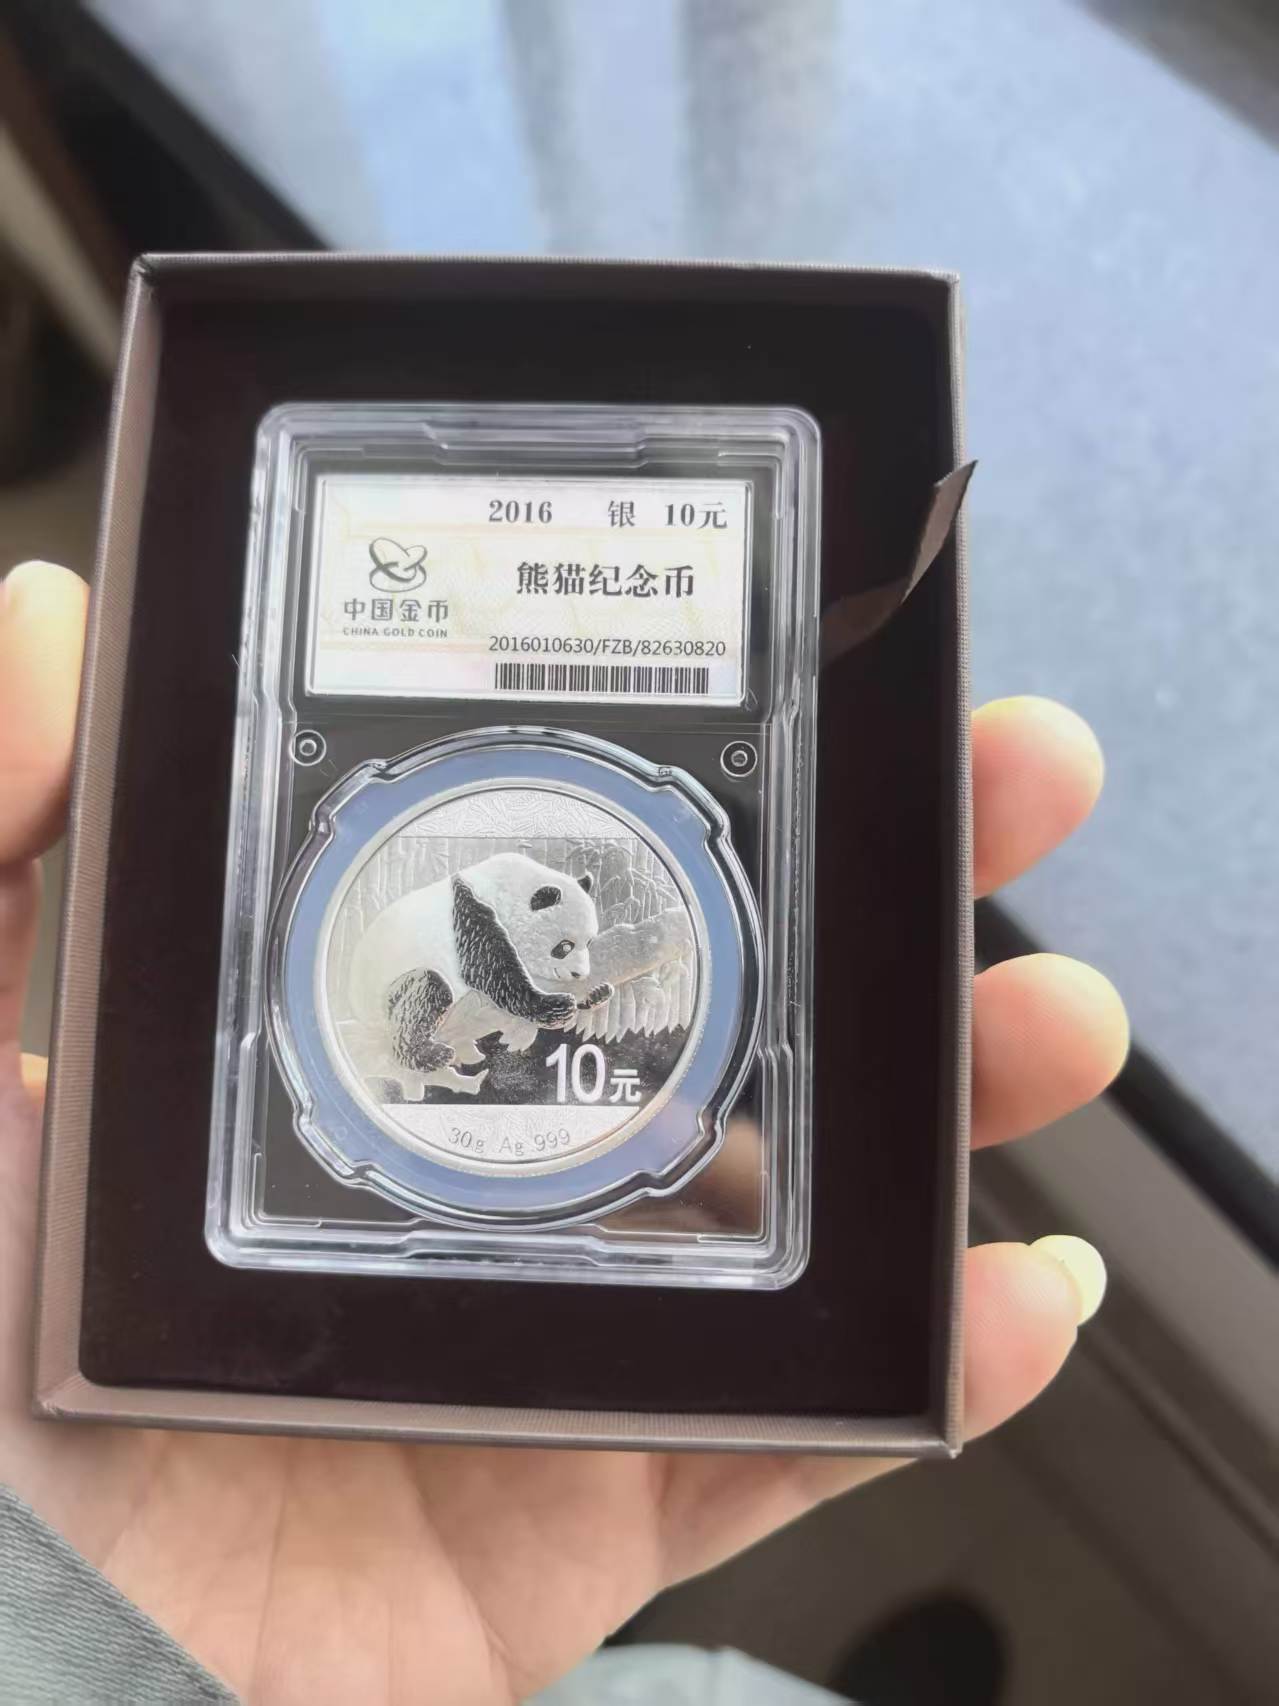 2016 银 10元
中国金币
CHINA GOLD COIN
熊猫纪念币
2016010630/FZB/82630820
10元
30g Ag .999